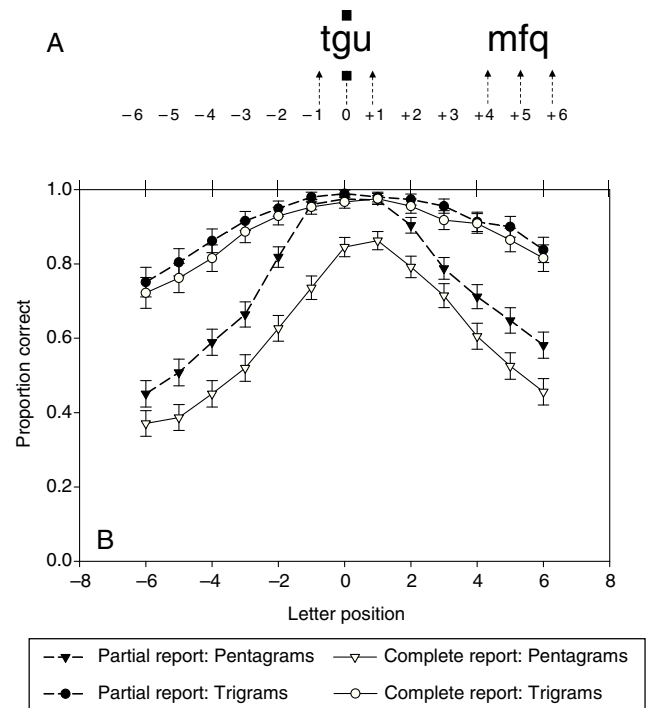 A
tgu mfq
−6 −5 −4 −3 −2 −1 0 +1 +2 +3 +4 +5 +6
1.0
0.8
0.6
0.4
0.2
0.0
Proportion correct
B
−8 −6 −4 −2 0 2 4 6 8
Letter position
Partial report: Pentagrams Complete report: Pentagrams
Partial report: Trigrams Complete report: Trigrams